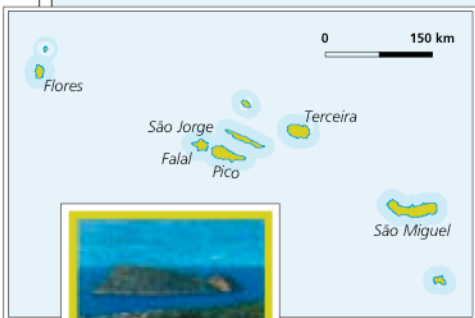 0 150 km
Flores
Terceira
São Jorge
Falal
Pico
São Miguel